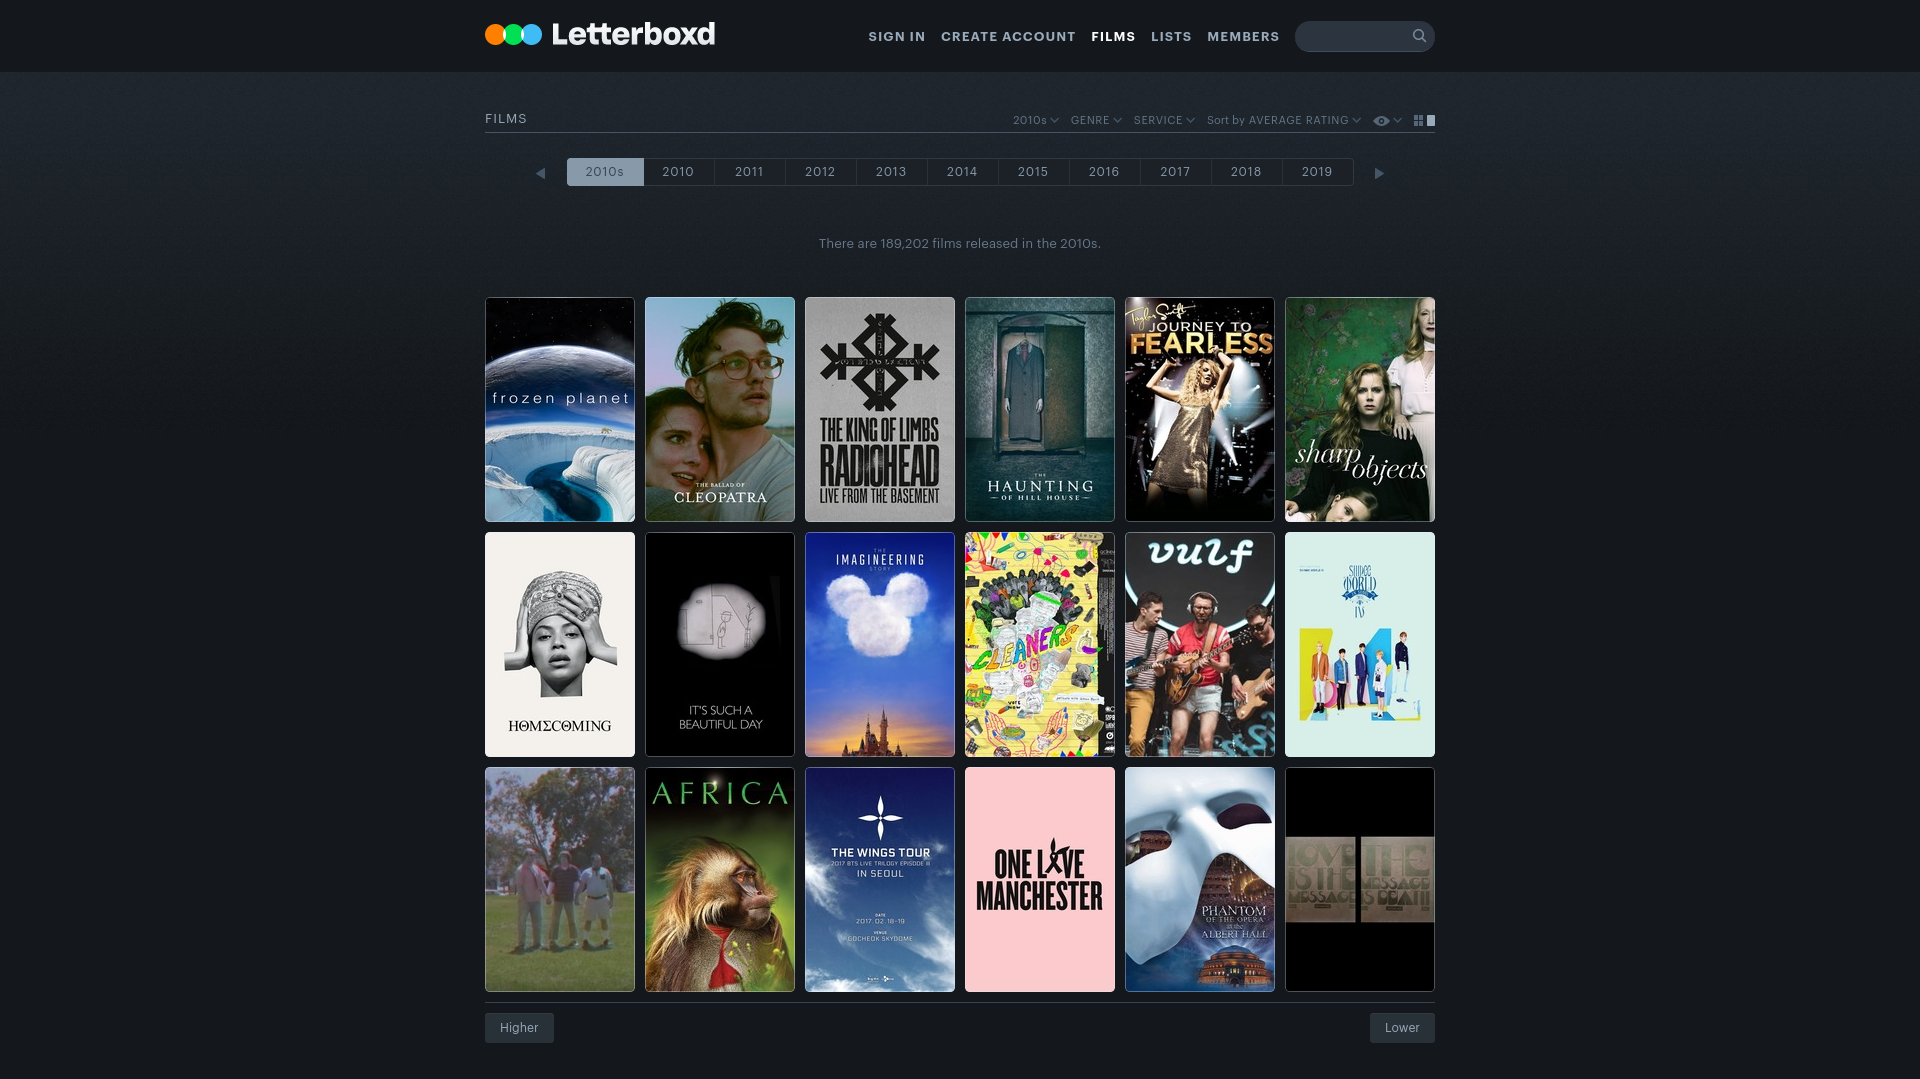 Letterboxd
SIGN IN
CREATE ACCOUNT
FILMS
LISTS
MEMBERS
FILMS
2010s
GENRE
SERVICE
Sort by AVERAGE RATING
2010s
2010
2011
2012
2013
2014
2015
2016
2017
2018
2019
There are 189,202 films released in the 2010s.
frozen planet
THE BALLAD OF
CLEOPATRA
THE KING OF LIMBS
RADIOHEAD
LIVE FROM THE BASEMENT
THE
HAUNTING
OF HILL HOUSE
Taylor Swift
JOURNEY TO
FEARLESS
sharp
objects
HOMECOMING
IT'S SUCH A
BEAUTIFUL DAY
THE
IMAGINEERING
STORY
CLEANERS
vulf
SHINee
WORLD
IV
AFRICA
THE WINGS TOUR
2017 BTS LIVE TRILOGY EPISODE III
IN SEOUL
DATE
2017. 02. 18-19
VENUE
GOCHEOK SKYDOME
ONE LOVE
MANCHESTER
PHANTOM
OF THE OPERA
at the
ALBERT HALL
LOVE
IS THE
MESSAGE
THE
MESSAGE
IS DEATH
Higher
Lower